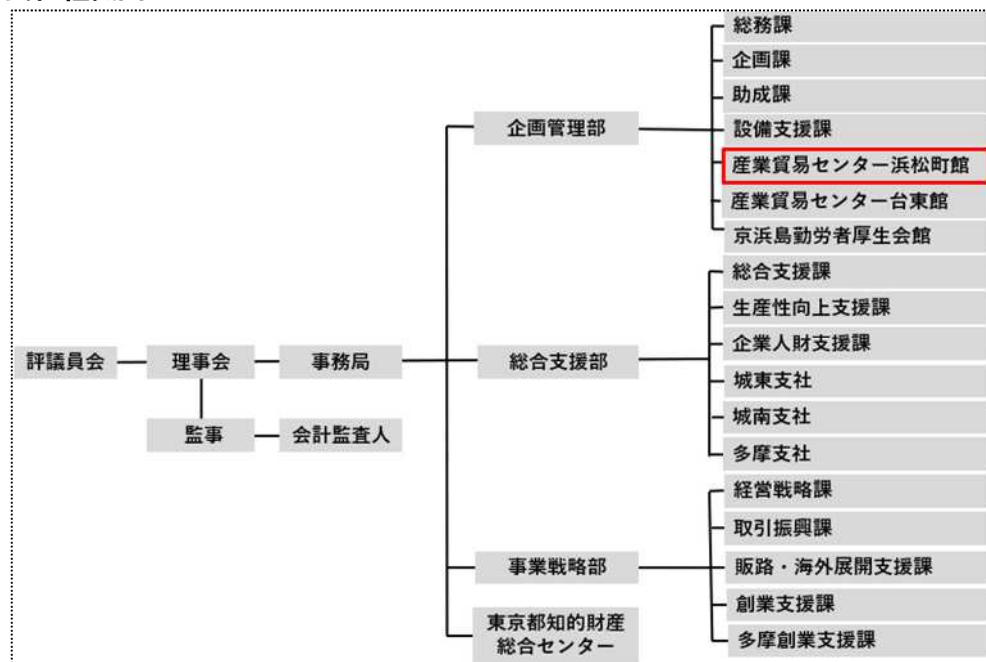 総務課
企画課
助成課
企画管理部
設備支援課
産業貿易センター浜松町館
産業貿易センター台東館
京浜島勤労者厚生会館
総合支援課
生産性向上支援課
企業人財支援課
評議員会
理事会
事務局
総合支援部
城東支社
城南支社
監事
会計監査人
多摩支社
経営戦略課
取引振興課
事業戦略部
販路・海外展開支援課
創業支援課
東京都知的財産
総合センター
多摩創業支援課